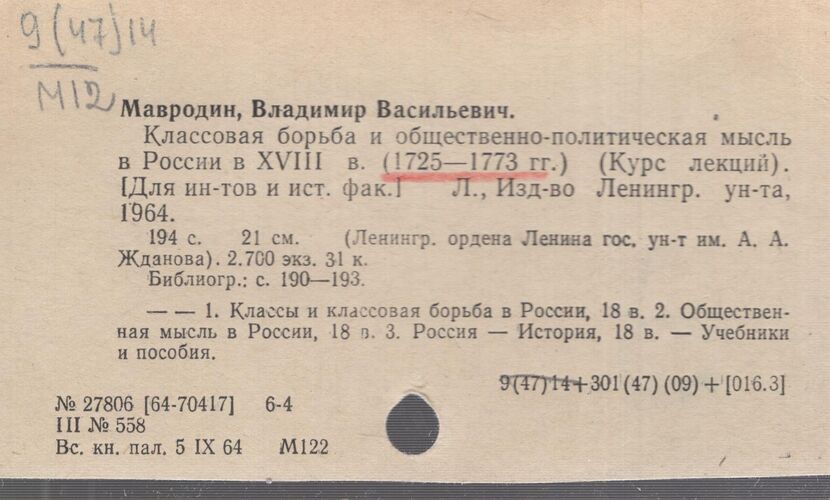 9(47)14
М12
Мавродин, Владимир Васильевич.
Классовая борьба и общественно-политическая мысль
в России в XVIII в. (1725—1773 гг.) (Курс лекций).
[Для ин-тов и ист. фак.] Л., Изд-во Ленингр. ун-та,
1964.
194 с. 21 см. (Ленингр. ордена Ленина гос. ун-т им. А. А.
Жданова). 2.700 экз. 31 к.
Библиогр.: с. 190—193.
— — 1. Классы и классовая борьба в России, 18 в. 2. Обществен-
ная мысль в России, 18 в. 3. Россия — История, 18 в. — Учебники
и пособия.
9(47)14+301(47)(09)+[016.3]
№ 27806 [64-70417] 6-4
III № 558
Вс. кн. пал. 5 IX 64 М122